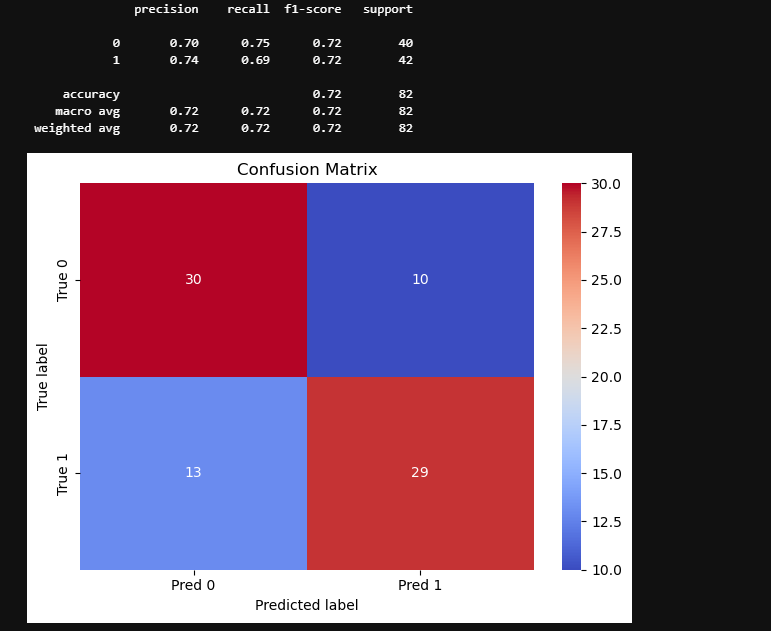 precision recall f1-score support
0 0.70 0.75 0.72 40
1 0.74 0.69 0.72 42
accuracy 0.72 82
macro avg 0.72 0.72 0.72 82
weighted avg 0.72 0.72 0.72 82
Confusion Matrix
True label
True 0
30
10
True 1
13
29
Pred 0
Pred 1
Predicted label
30.0
27.5
25.0
22.5
20.0
17.5
15.0
12.5
10.0